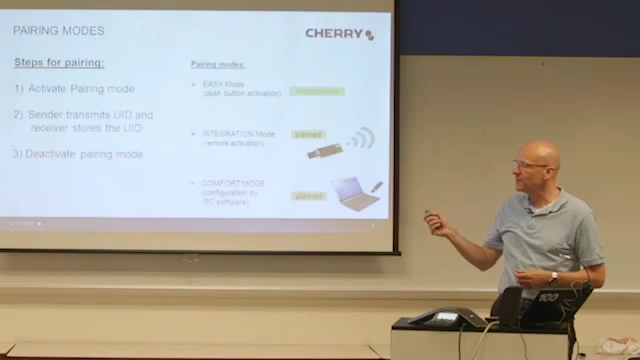 PAIRING MODES
CHERRY
Steps for pairing:
1) Activate Pairing mode
2) Sender transmits UID and
receiver stores the UID
3) Deactivate pairing mode
Pairing modes:
➢ EASY Mode
(push button activation)
implemented
➢ INTEGRATION Mode
(remote activation)
planned
➢ COMFORT MODE
(configuration by
PC software)
planned
100